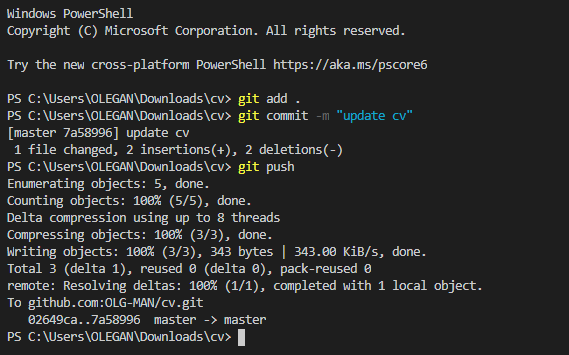 Windows PowerShell
Copyright (C) Microsoft Corporation. All rights reserved.
Try the new cross-platform PowerShell https://aka.ms/pscore6
PS C:\Users\OLEGAN\Downloads\cv> git add .
PS C:\Users\OLEGAN\Downloads\cv> git commit -m "update cv"
[master 7a58996] update cv
 1 file changed, 2 insertions(+), 2 deletions(-)
PS C:\Users\OLEGAN\Downloads\cv> git push
Enumerating objects: 5, done.
Counting objects: 100% (5/5), done.
Delta compression using up to 8 threads
Compressing objects: 100% (3/3), done.
Writing objects: 100% (3/3), 343 bytes | 343.00 KiB/s, done.
Total 3 (delta 1), reused 0 (delta 0), pack-reused 0
remote: Resolving deltas: 100% (1/1), completed with 1 local object.
To github.com:OLG-MAN/cv.git
   02649ca..7a58996  master -> master
PS C:\Users\OLEGAN\Downloads\cv>